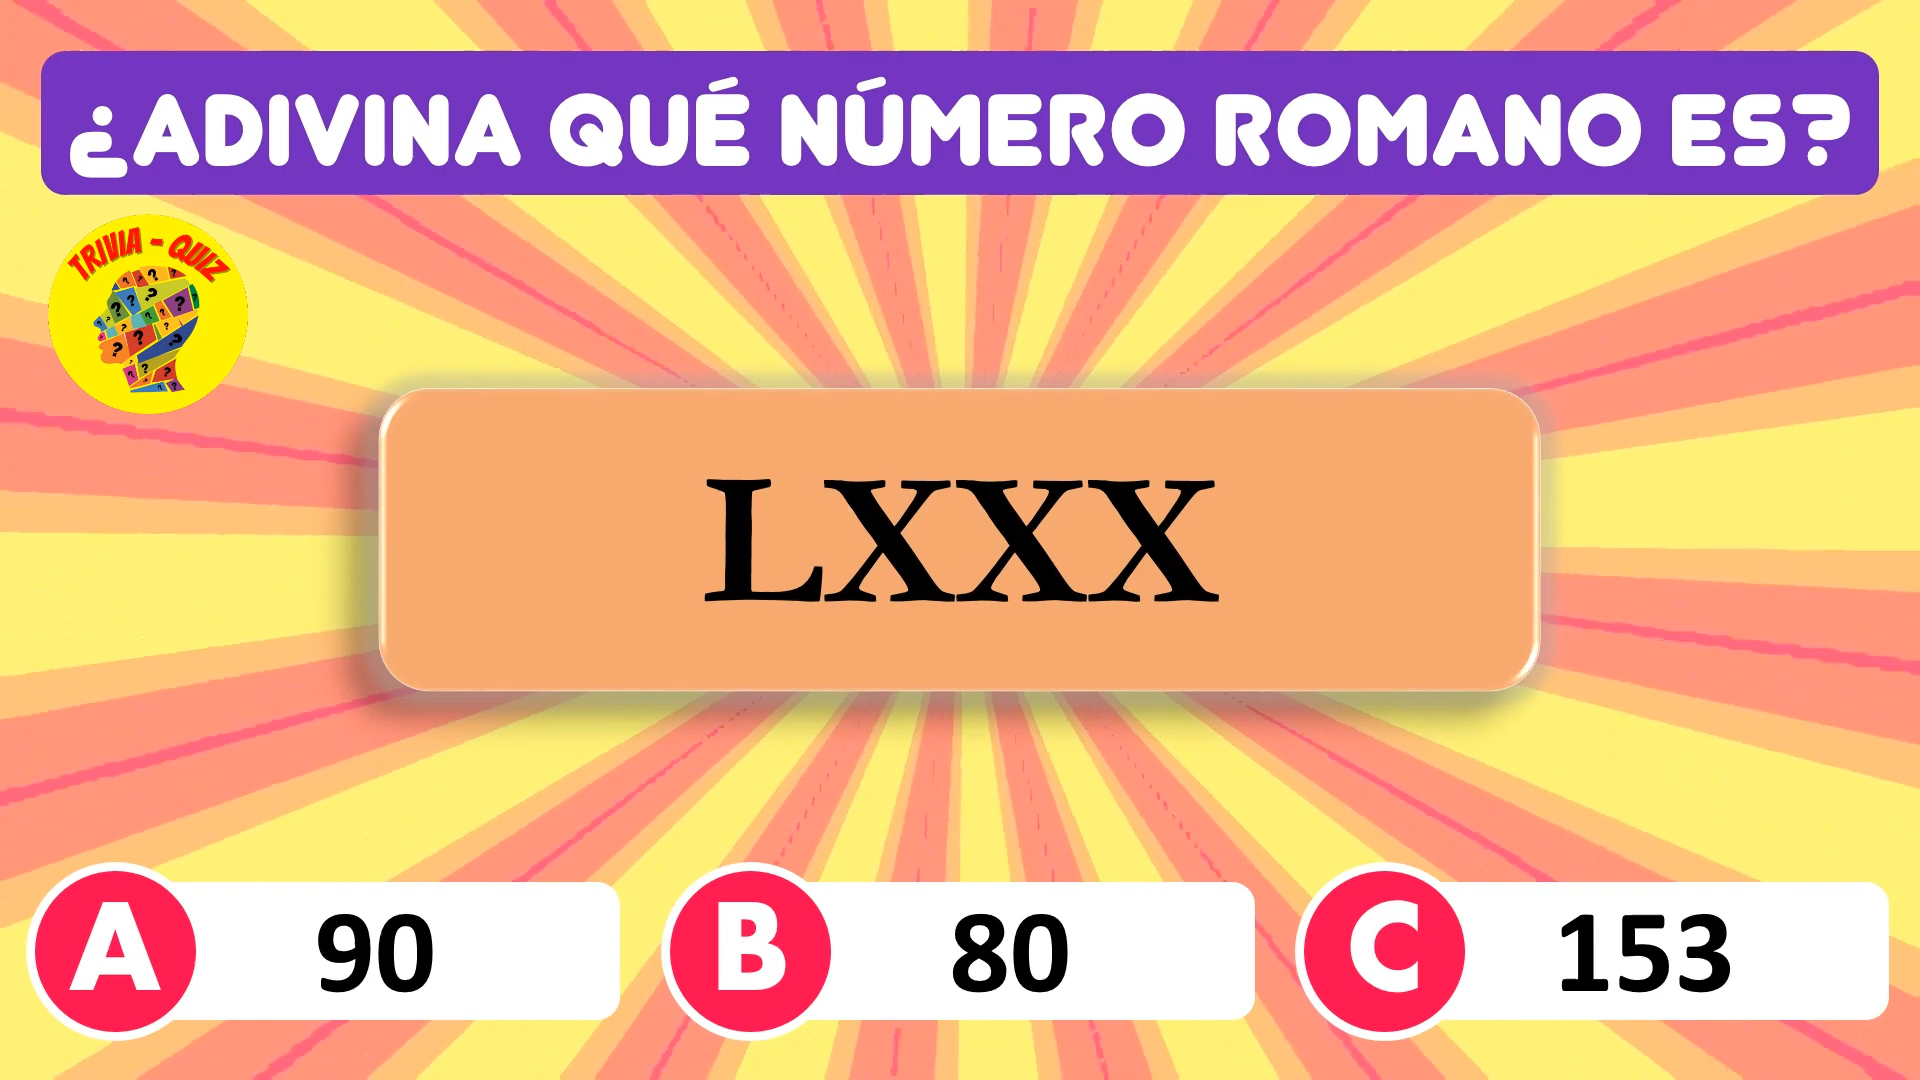 ¿ADIVINA QUÉ NÚMERO ROMANO ES?
TRIVIA - QUIZ
LXXX
A 90
B 80
C 153